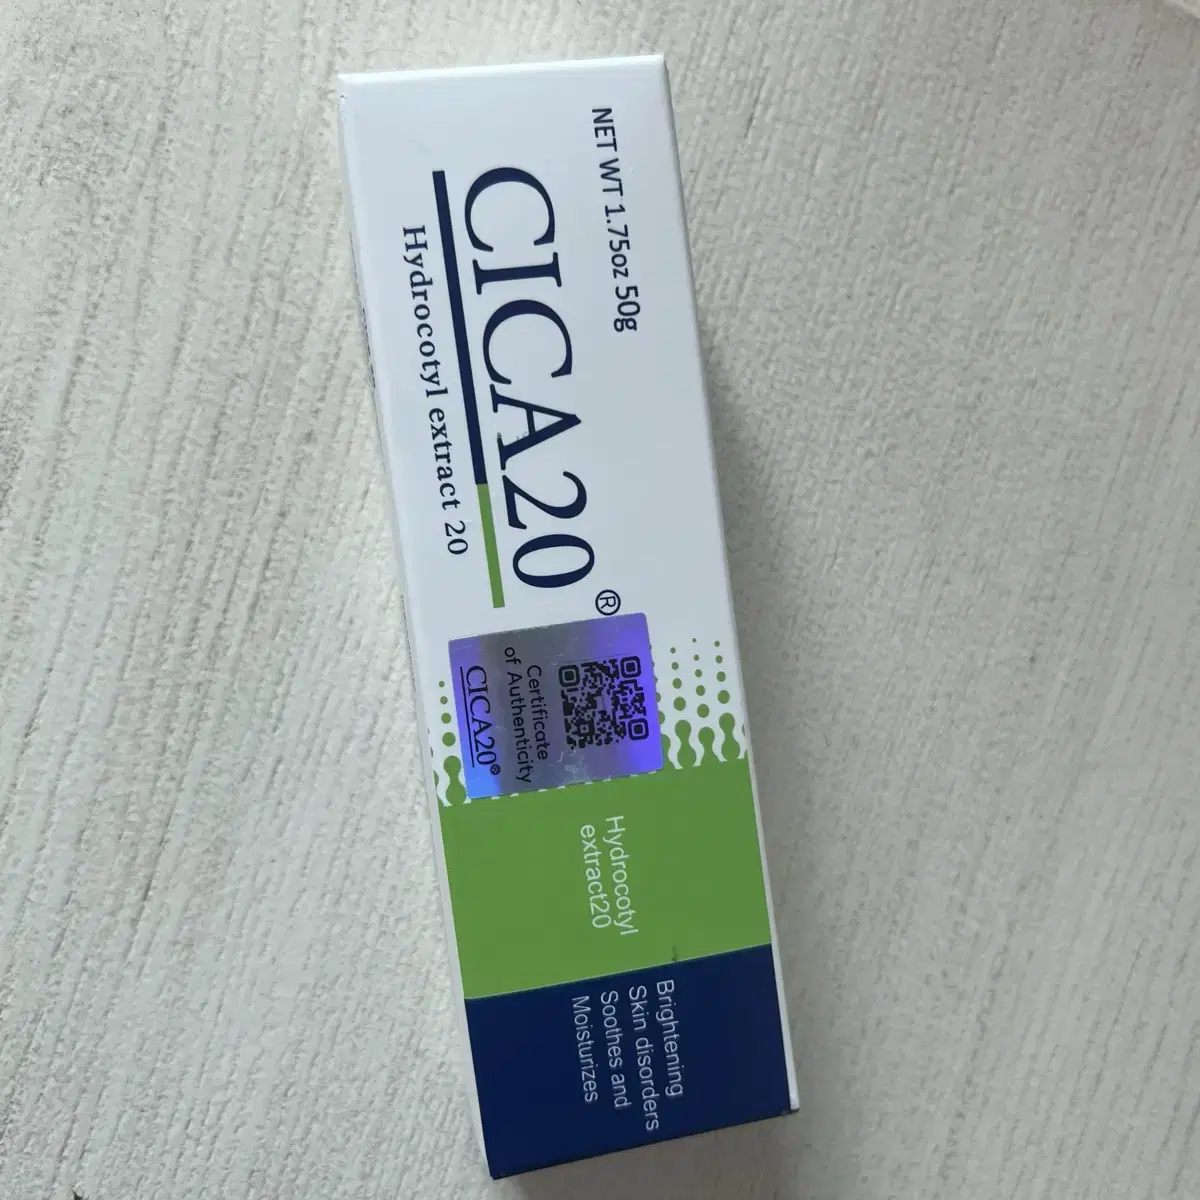 NET WT 1.75oz 50g
CICA20®
Hydrocotyl extract 20
Certificate
of Authenticity
CICA20®
Hydrocotyl
extract20
Brightening
Skin disorders
Soothes and
Moisturizes